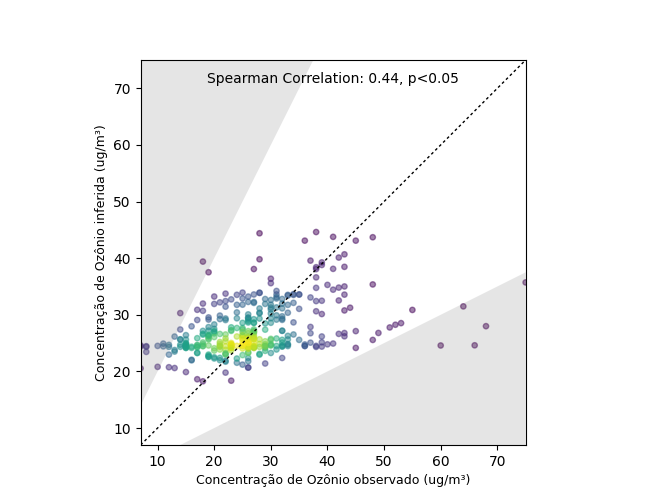 Spearman Correlation: 0.44, p<0.05
70
60
50
40
30
20
10
Concentração de Ozônio inferida (ug/m³)
10 20 30 40 50 60 70
Concentração de Ozônio observado (ug/m³)